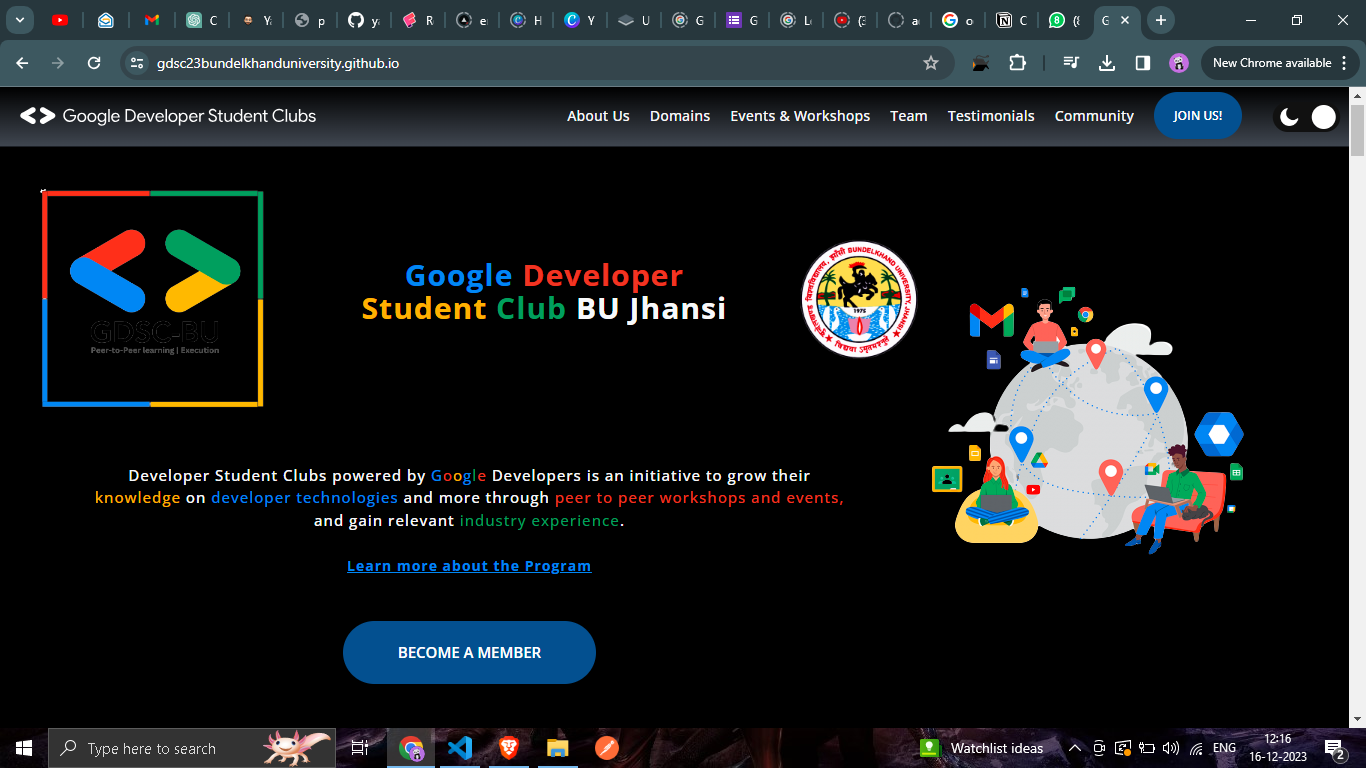 C
Y
p
y
R
e
H
Y
U
G
G
L
(3
a
o
C
(8
G
gdsc23bundelkhanduniversity.github.io
New Chrome available
Google Developer Student Clubs
About Us
Domains
Events & Workshops
Team
Testimonials
Community
JOIN US!
GDSC-BU
Peer-to-Peer learning | Execution
Google Developer
Student Club BU Jhansi
BUNDELKHAND UNIVERSITY, JHANSI
1975
Developer Student Clubs powered by Google Developers is an initiative to grow their
knowledge on developer technologies and more through peer to peer workshops and events,
and gain relevant industry experience.
Learn more about the Program
BECOME A MEMBER
Type here to search
Watchlist ideas
ENG
12:16
16-12-2023
2